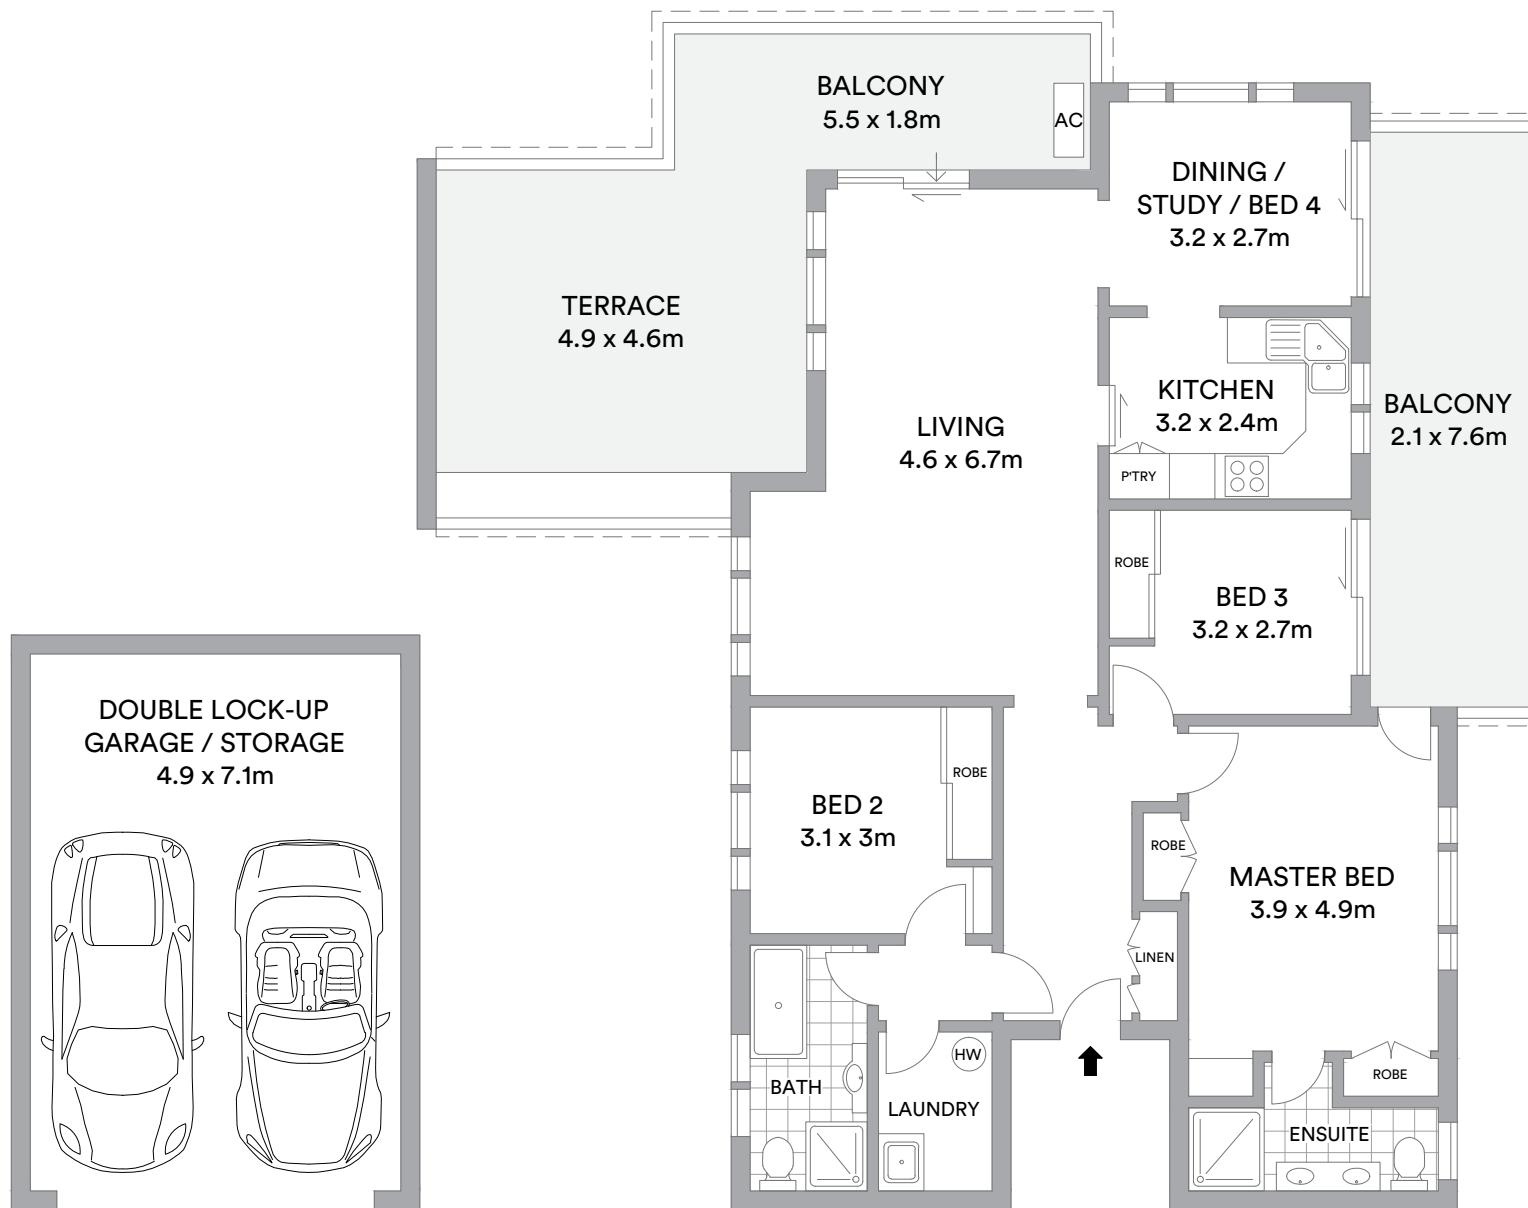 BALCONY
5.5 x 1.8m
AC
DINING /
STUDY / BED 4
3.2 x 2.7m
TERRACE
4.9 x 4.6m
KITCHEN
3.2 x 2.4m
BALCONY
2.1 x 7.6m
LIVING
4.6 x 6.7m
P'TRY
ROBE
BED 3
3.2 x 2.7m
DOUBLE LOCK-UP
GARAGE / STORAGE
4.9 x 7.1m
ROBE
BED 2
3.1 x 3m
ROBE
MASTER BED
3.9 x 4.9m
LINEN
HW
BATH
ROBE
LAUNDRY
ENSUITE